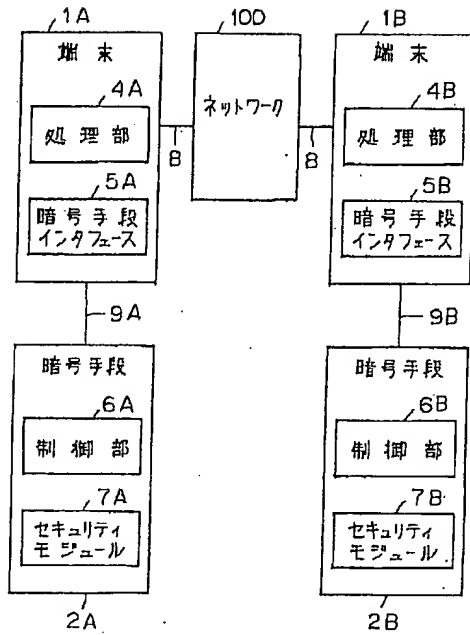 1A
10D
1B
端末
端末
4A
4B
処理部
ネットワーク
処理部
8
8
5A
5B
暗号手段
インタフェース
暗号手段
インタフェース
9A
9B
暗号手段
暗号手段
6A
6B
制御部
制御部
7A
7B
セキュリティ
モジュール
セキュリティ
モジュール
2A
2B